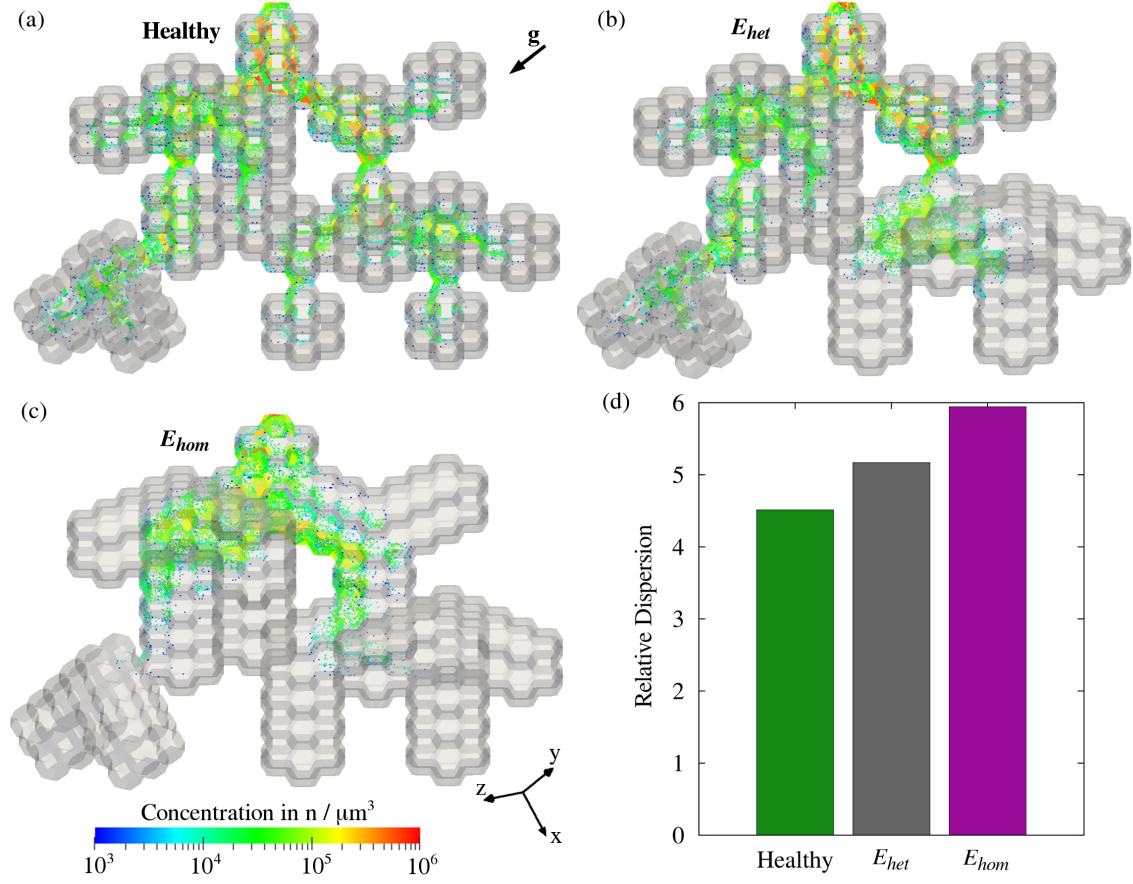 (a)
Healthy
g
(b)
E_het
(c)
E_hom
Concentration in n / μm³
10³ 10⁴ 10⁵ 10⁶
y
z
x
(d)
Relative Dispersion
6
5
4
3
2
1
0
Healthy E_het E_hom